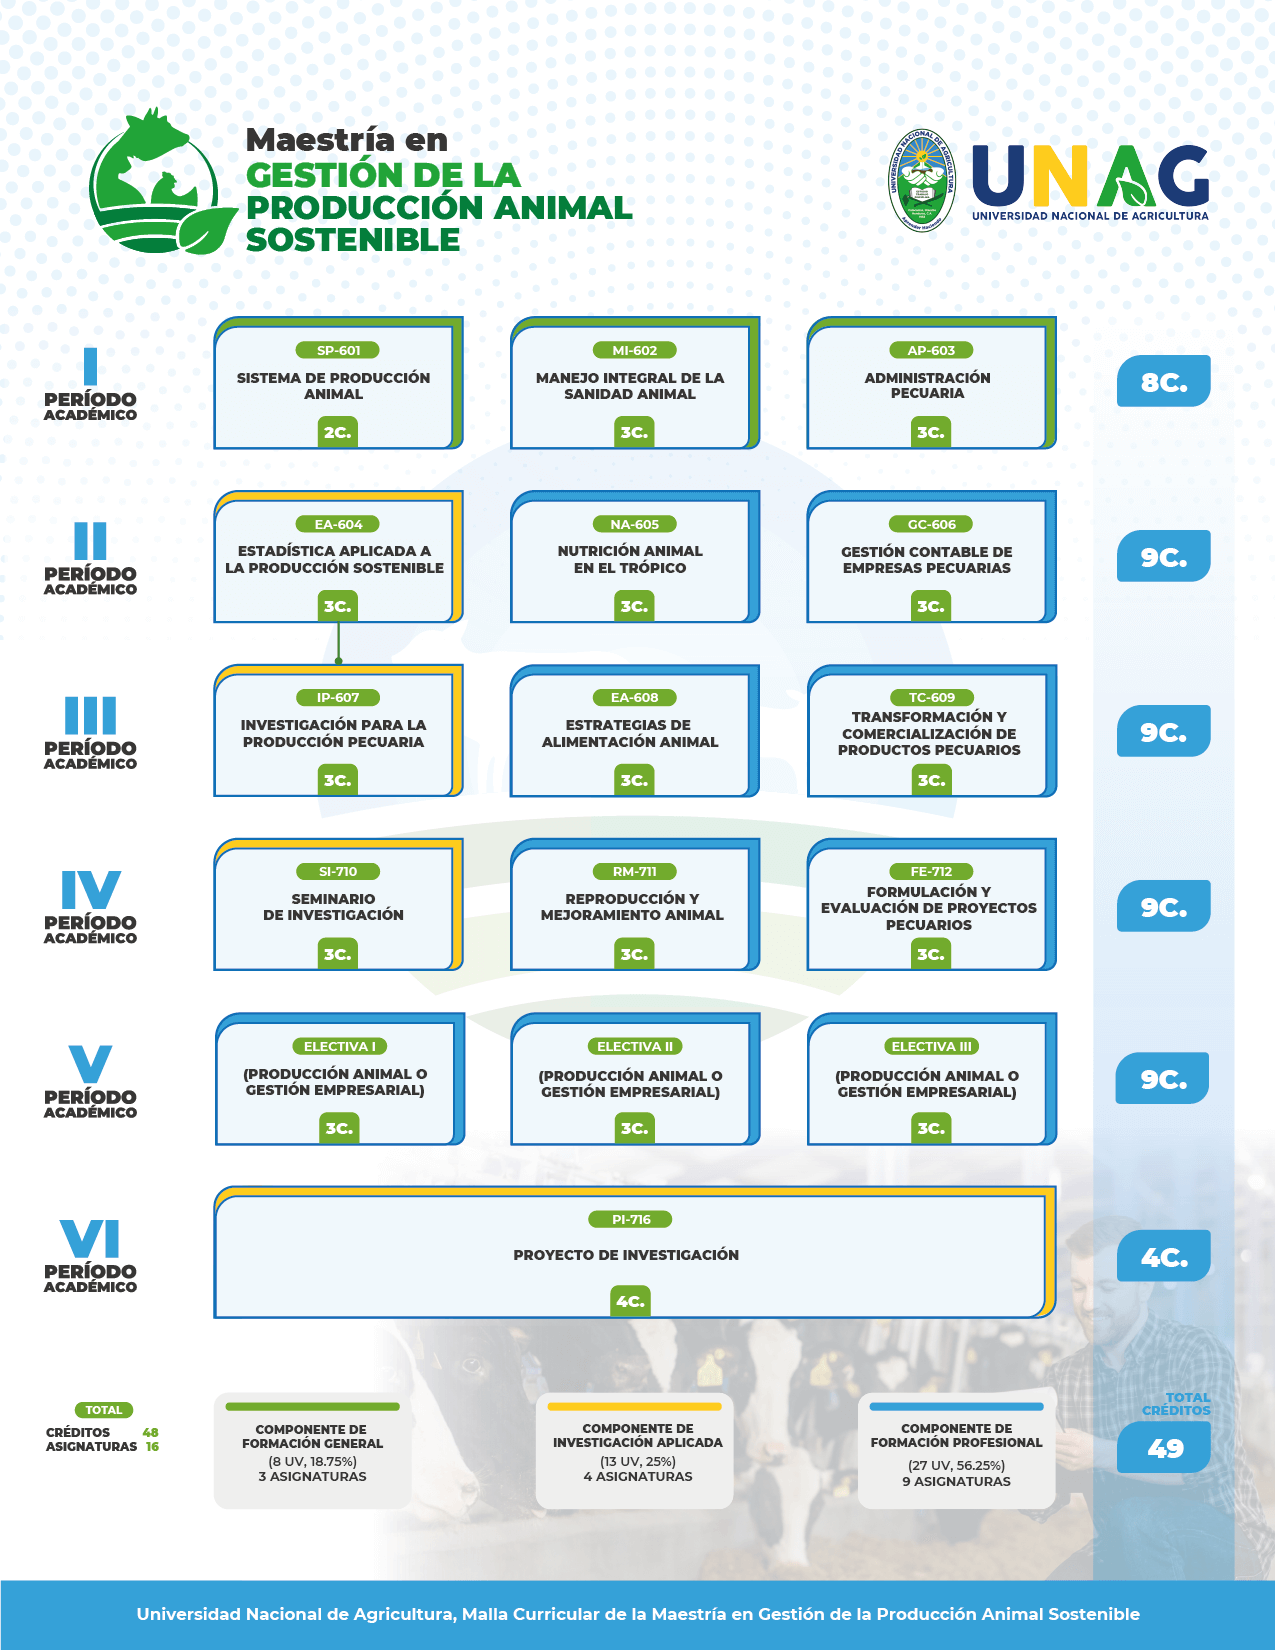 Maestría en
GESTIÓN DE LA
PRODUCCIÓN ANIMAL
SOSTENIBLE
UNIVERSIDAD NACIONAL DE AGRICULTURA
Aprender Haciendo
UNAG
UNIVERSIDAD NACIONAL DE AGRICULTURA
I
PERÍODO
ACADÉMICO
SP-601
SISTEMA DE PRODUCCIÓN
ANIMAL
2C.
MI-602
MANEJO INTEGRAL DE LA
SANIDAD ANIMAL
3C.
AP-603
ADMINISTRACIÓN
PECUARIA
3C.
8C.
II
PERÍODO
ACADÉMICO
EA-604
ESTADÍSTICA APLICADA A
LA PRODUCCIÓN SOSTENIBLE
3C.
NA-605
NUTRICIÓN ANIMAL
EN EL TRÓPICO
3C.
GC-606
GESTIÓN CONTABLE DE
EMPRESAS PECUARIAS
3C.
9C.
III
PERÍODO
ACADÉMICO
IP-607
INVESTIGACIÓN PARA LA
PRODUCCIÓN PECUARIA
3C.
EA-608
ESTRATEGIAS DE
ALIMENTACIÓN ANIMAL
3C.
TC-609
TRANSFORMACIÓN Y
COMERCIALIZACIÓN DE
PRODUCTOS PECUARIOS
3C.
9C.
IV
PERÍODO
ACADÉMICO
SI-710
SEMINARIO
DE INVESTIGACIÓN
3C.
RM-711
REPRODUCCIÓN Y
MEJORAMIENTO ANIMAL
3C.
FE-712
FORMULACIÓN Y
EVALUACIÓN DE PROYECTOS
PECUARIOS
3C.
9C.
V
PERÍODO
ACADÉMICO
ELECTIVA I
(PRODUCCIÓN ANIMAL O
GESTIÓN EMPRESARIAL)
3C.
ELECTIVA II
(PRODUCCIÓN ANIMAL O
GESTIÓN EMPRESARIAL)
3C.
ELECTIVA III
(PRODUCCIÓN ANIMAL O
GESTIÓN EMPRESARIAL)
3C.
9C.
VI
PERÍODO
ACADÉMICO
PI-716
PROYECTO DE INVESTIGACIÓN
4C.
4C.
TOTAL
CRÉDITOS 48
ASIGNATURAS 16
COMPONENTE DE
FORMACIÓN GENERAL
(8 UV, 18.75%)
3 ASIGNATURAS
COMPONENTE DE
INVESTIGACIÓN APLICADA
(13 UV, 25%)
4 ASIGNATURAS
COMPONENTE DE
FORMACIÓN PROFESIONAL
(27 UV, 56.25%)
9 ASIGNATURAS
TOTAL
CRÉDITOS
49
Universidad Nacional de Agricultura, Malla Curricular de la Maestría en Gestión de la Producción Animal Sostenible